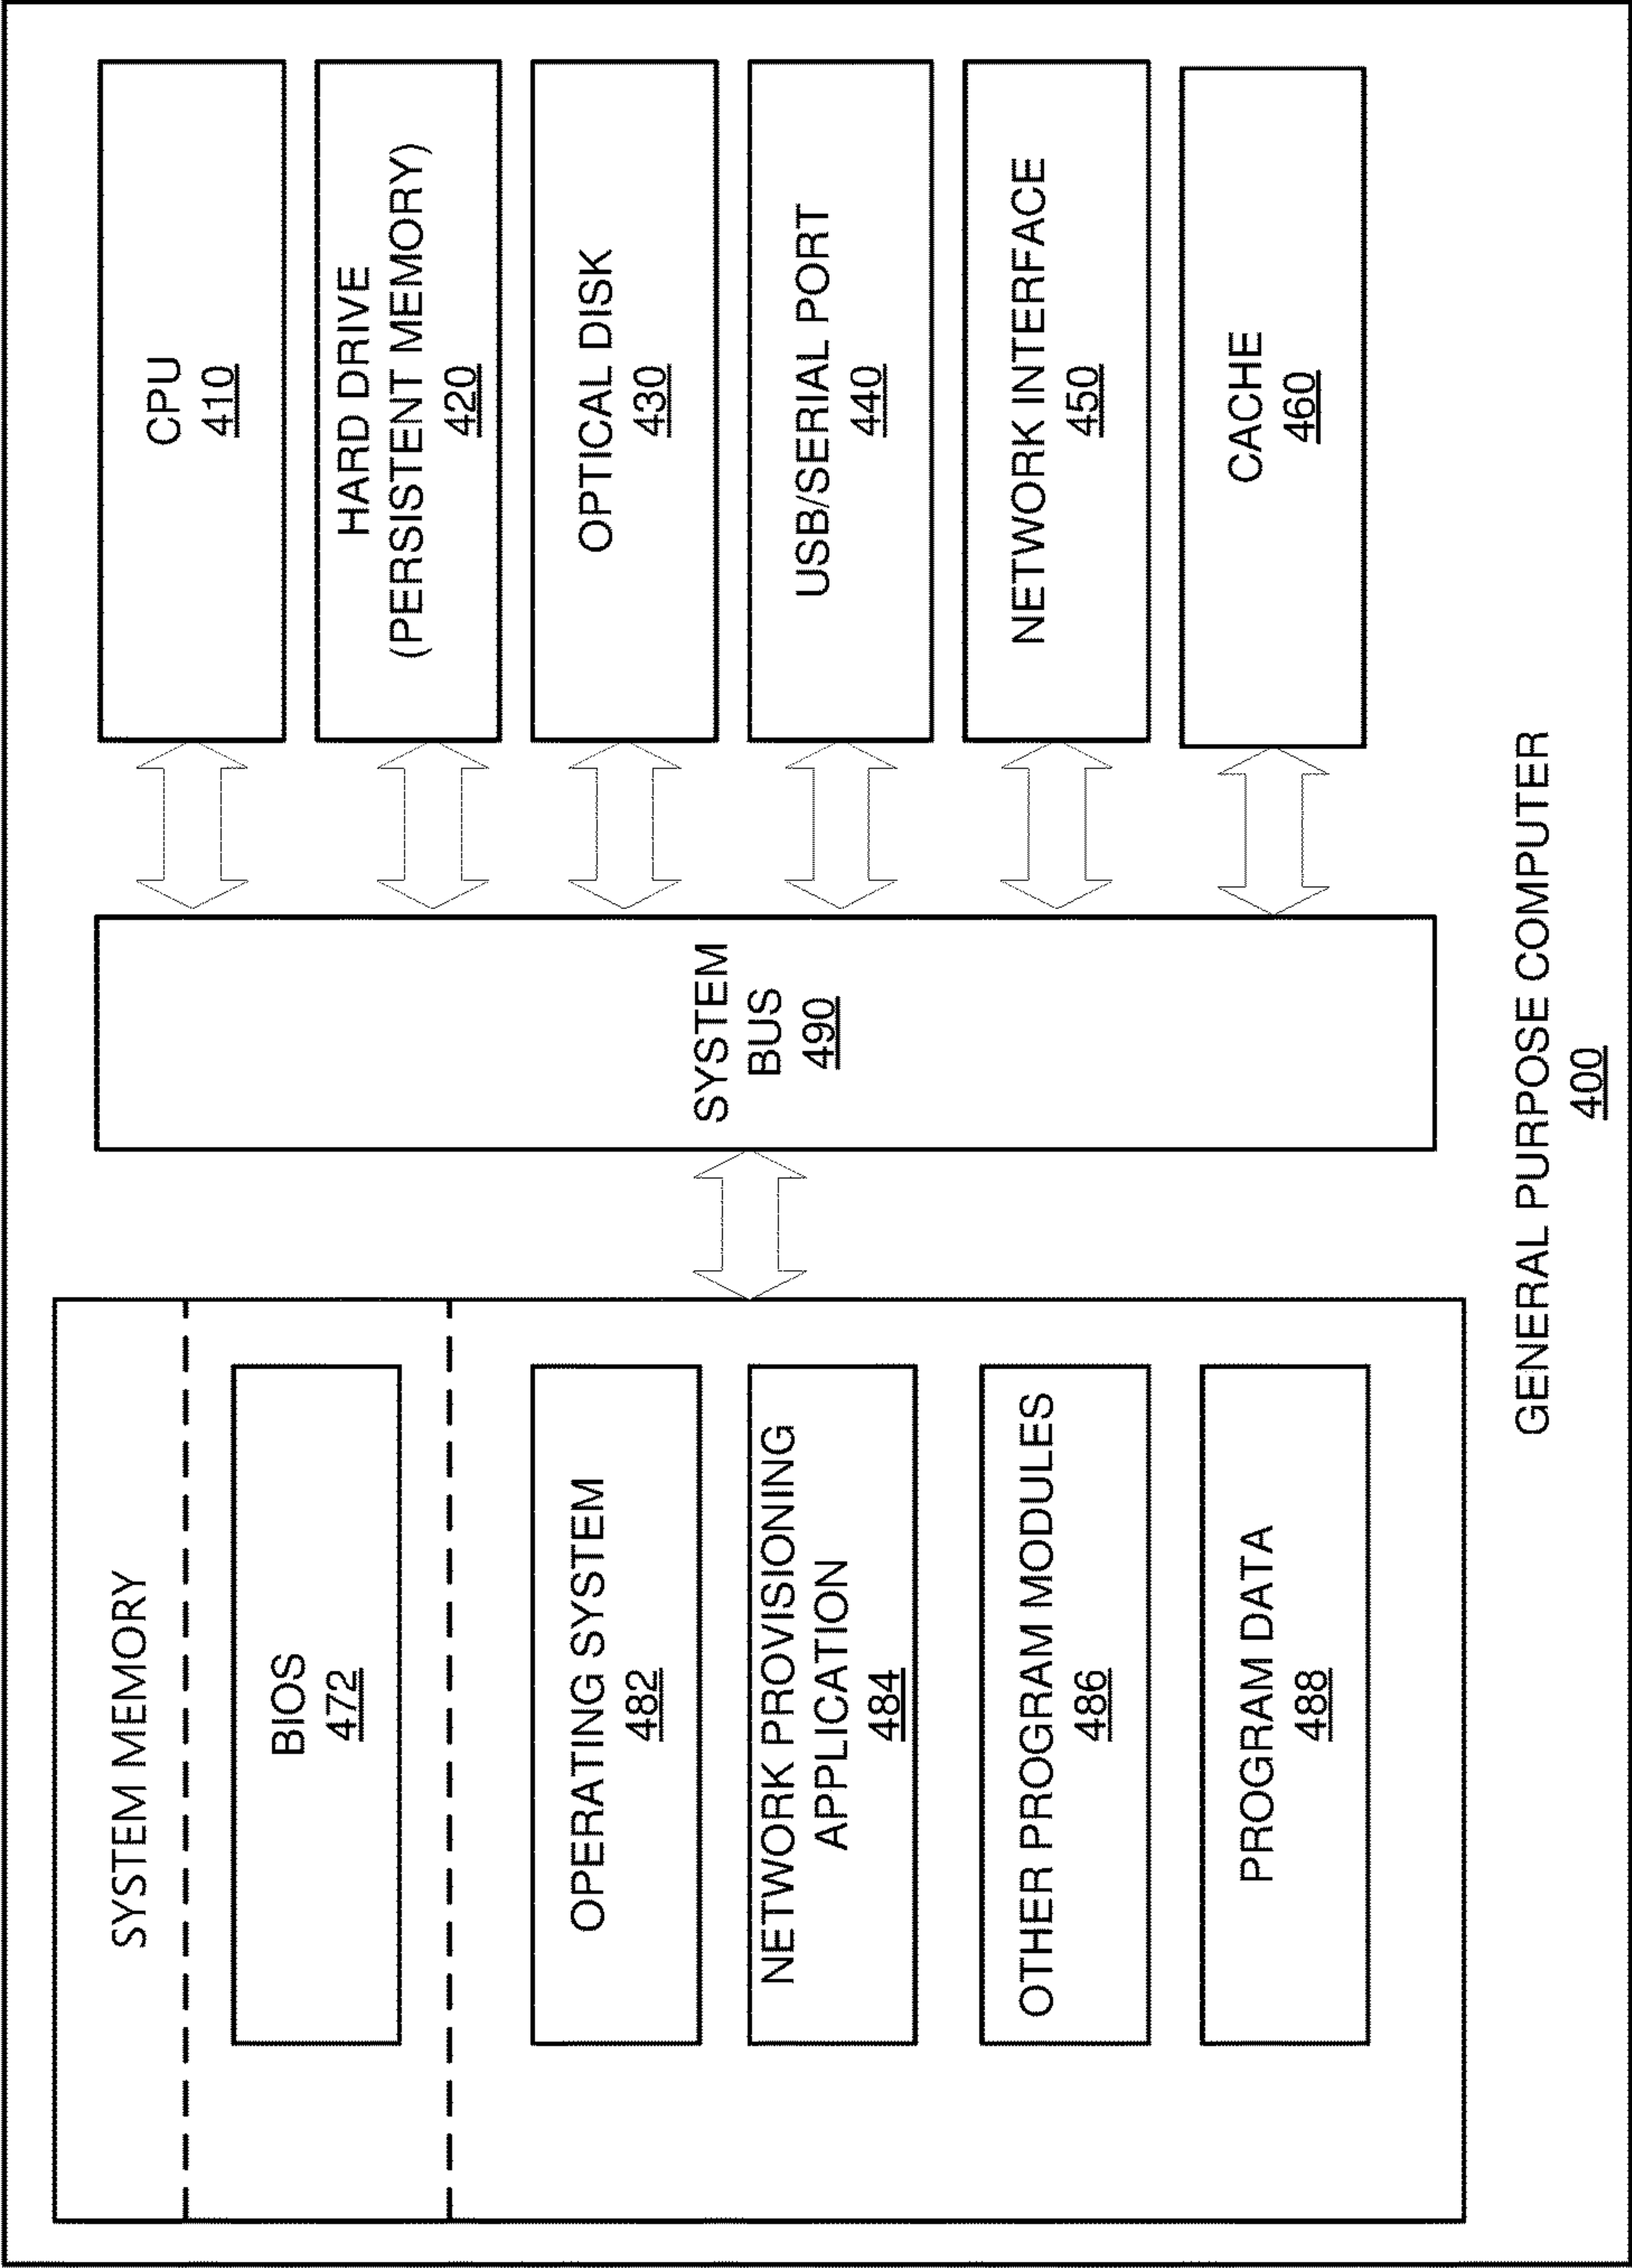 SYSTEM MEMORY
BIOS
472
OPERATING SYSTEM
482
NETWORK PROVISIONING
APPLICATION
484
OTHER PROGRAM MODULES
486
PROGRAM DATA
488
SYSTEM
BUS
490
CPU
410
HARD DRIVE
(PERSISTENT MEMORY)
420
OPTICAL DISK
430
USB/SERIAL PORT
440
NETWORK INTERFACE
450
CACHE
460
GENERAL PURPOSE COMPUTER
400